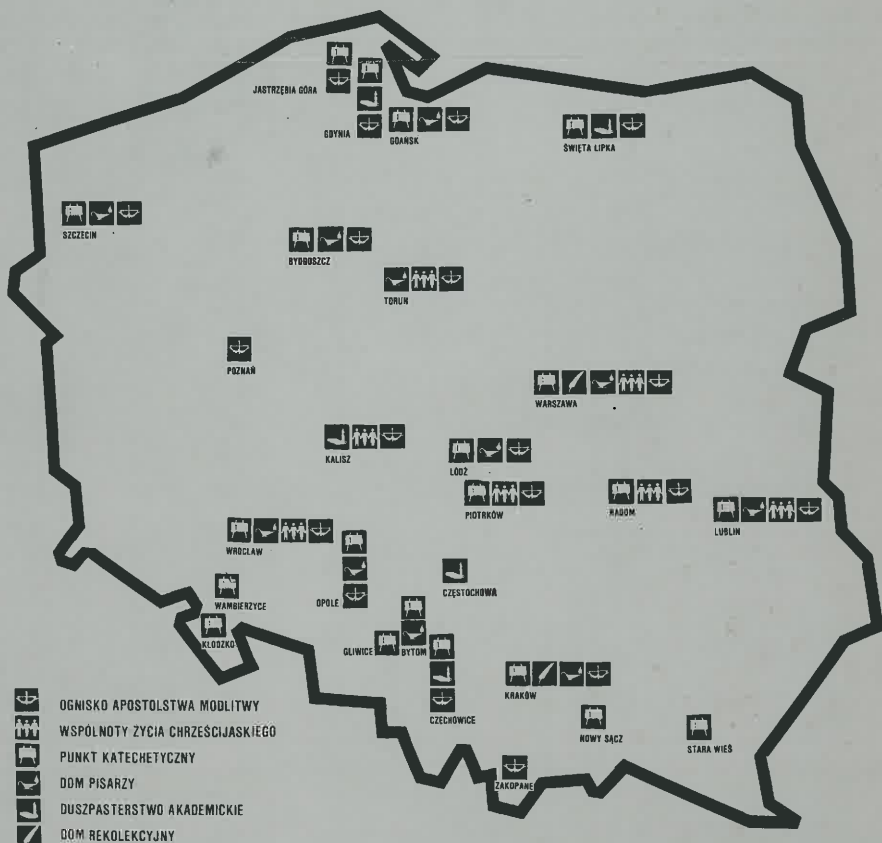 JASTRZĘBIA GÓRA
GDYNIA
GDAŃSK
ŚWIĘTA LIPKA
SZCZECIN
BYDGOSZCZ
TORUŃ
POZNAŃ
WARSZAWA
KALISZ
ŁÓDŹ
PIOTRKÓW
RADOM
LUBLIN
WROCŁAW
OPOLE
CZĘSTOCHOWA
WAMBIERZYCE
KŁODZKO
GLIWICE
BYTOM
CZECHOWICE
KRAKÓW
NOWY SĄCZ
STARA WIEŚ
ZAKOPANE
OGNISKO APOSTOLSTWA MODLITWY
WSPÓLNOTY ŻYCIA CHRZEŚCIJASKIEGO
PUNKT KATECHETYCZNY
DOM PISARZY
DUSZPASTERSTWO AKADEMICKIE
DOM REKOLEKCYJNY